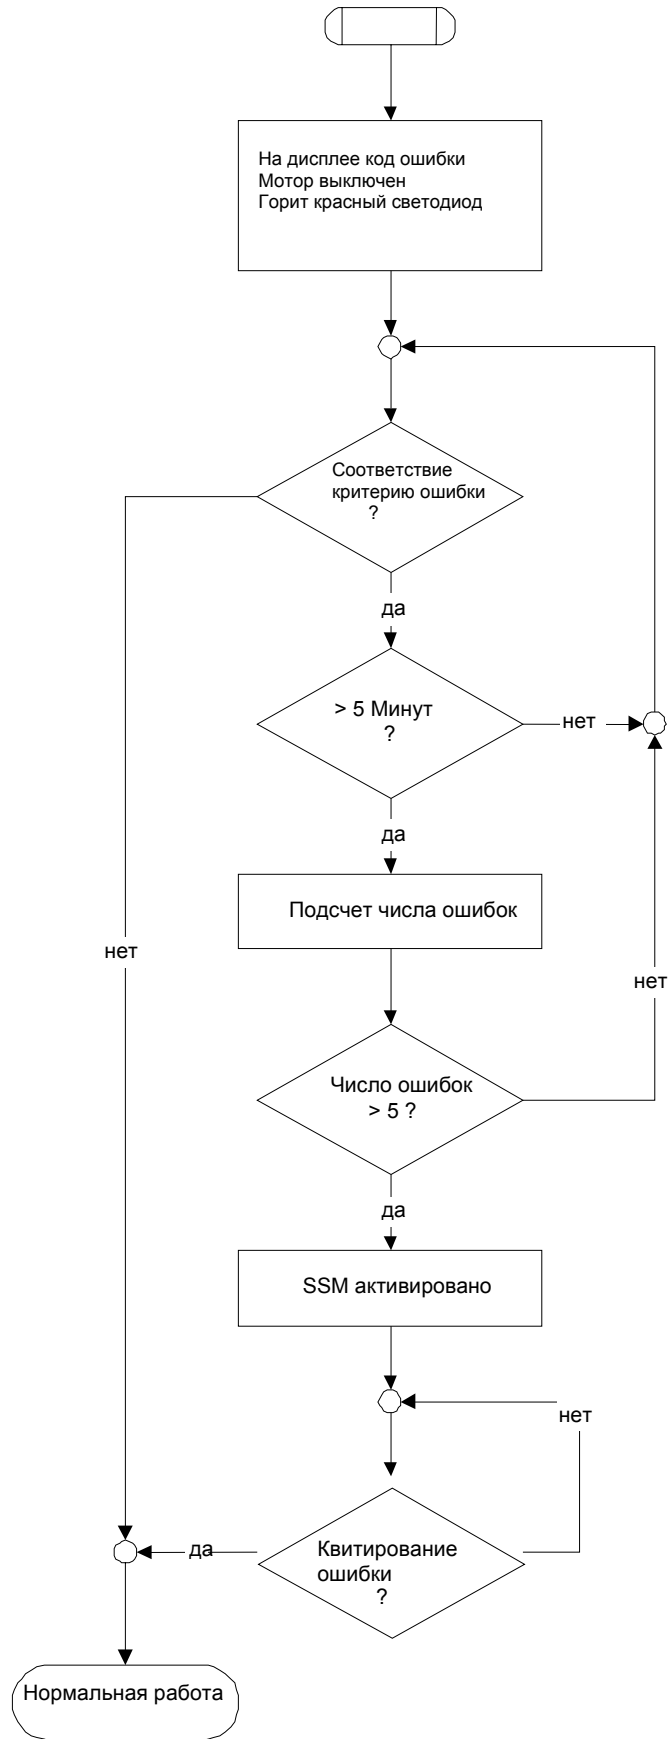 На дисплее код ошибки
Мотор выключен
Горит красный светодиод
Соответствие
критерию ошибки
?
да
> 5 Минут
?
нет
да
Подсчет числа ошибок
нет
нет
Число ошибок
> 5 ?
да
SSM активировано
нет
да
Квитирование
ошибки
?
Нормальная работа